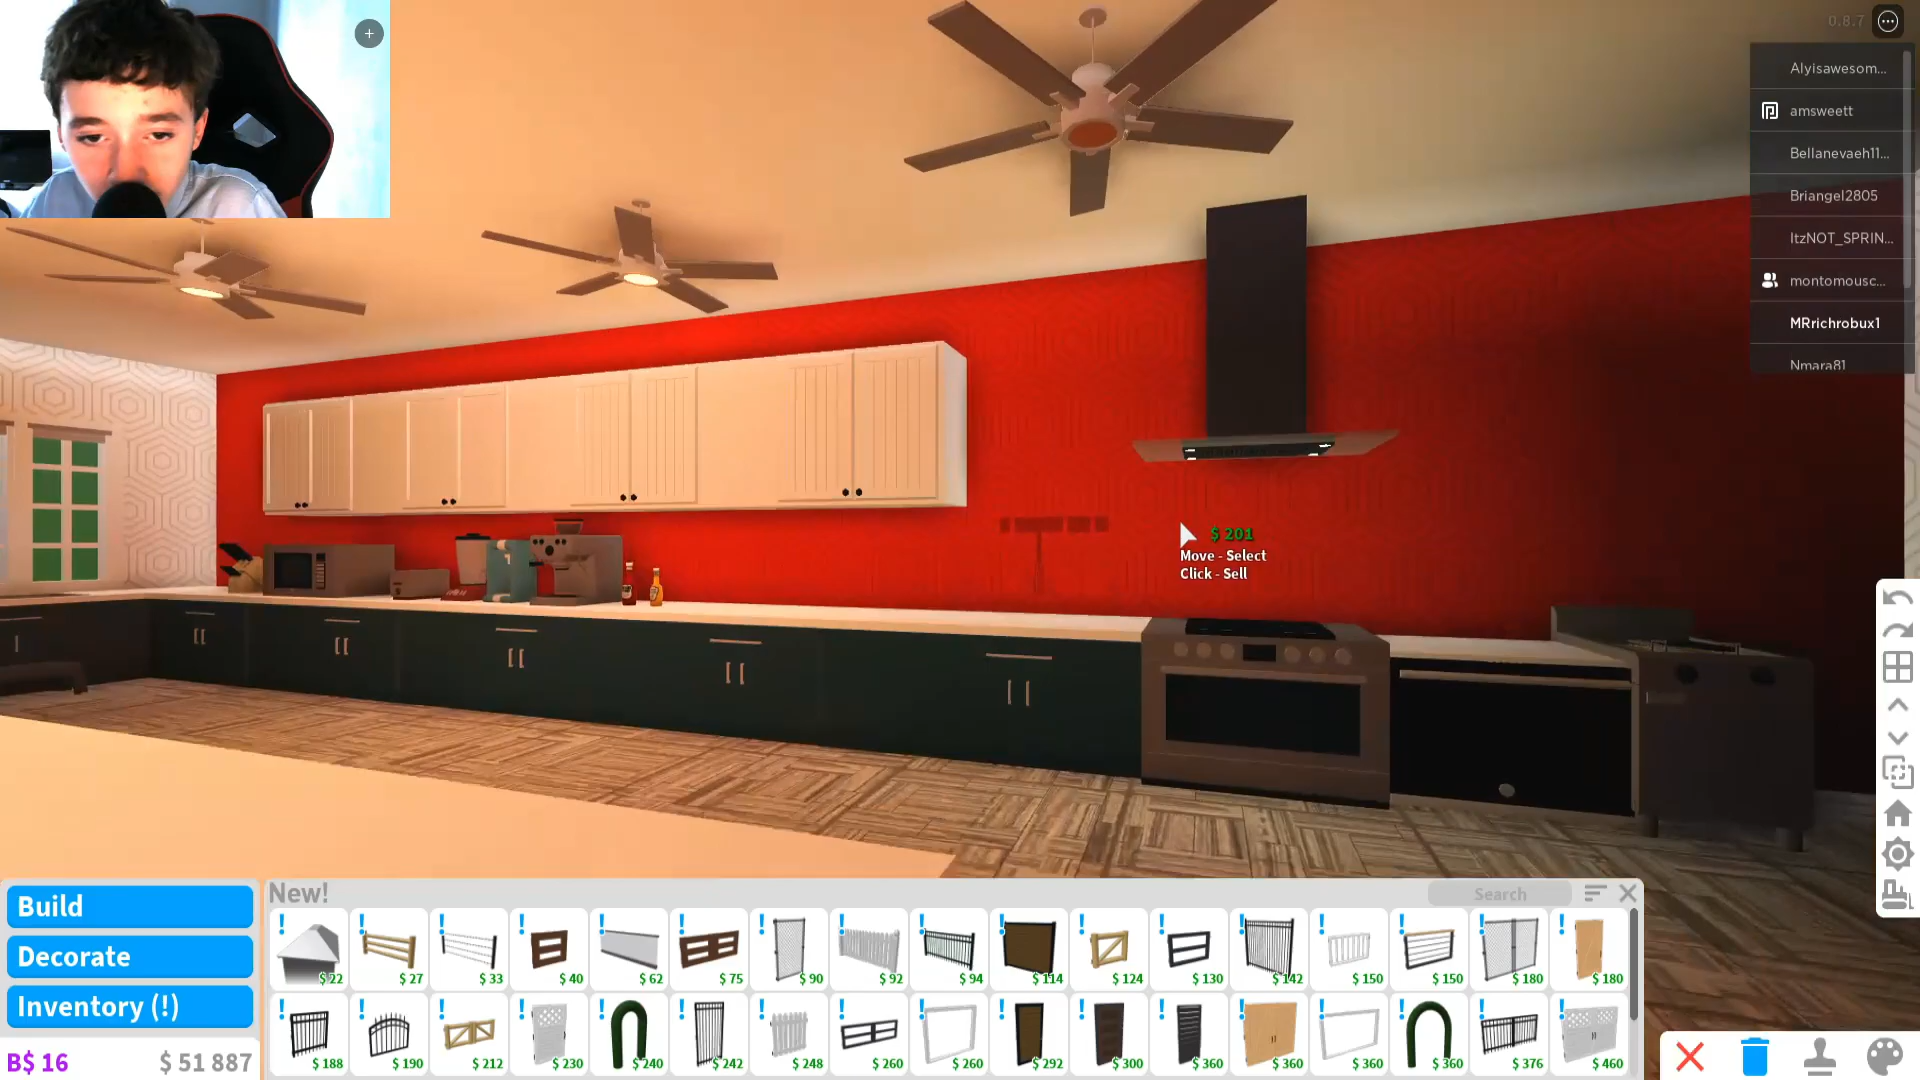 0.8.7
Alyisawesom...
amsweett
Bellanevaeh11...
Briangel2805
ItzNOT_SPRIN...
montomousc...
MRrichrobux1
Nmara81
$ 201
Move - Select
Click - Sell
Build
Decorate
Inventory (!)
B$ 16
$ 51 887
New!
Search
! ! ! ! ! ! ! ! ! ! ! ! ! ! ! ! !
$ 22 $ 27 $ 33 $ 40 $ 62 $ 75 $ 90 $ 92 $ 94 $ 114 $ 124 $ 130 $ 142 $ 150 $ 150 $ 180 $ 180
! ! ! ! ! ! ! ! ! ! ! ! ! ! ! ! !
$ 188 $ 190 $ 212 $ 230 $ 240 $ 242 $ 248 $ 260 $ 260 $ 292 $ 300 $ 360 $ 360 $ 360 $ 360 $ 376 $ 460